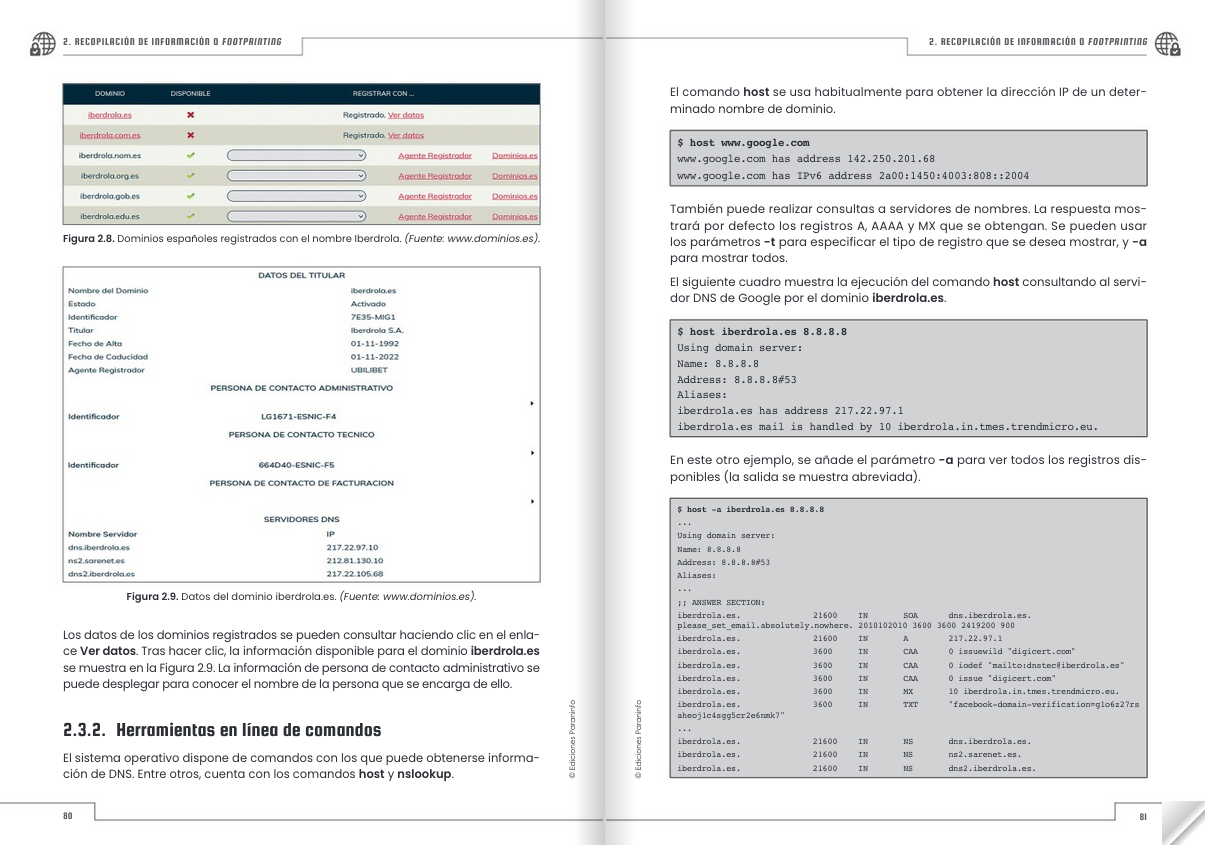 2. RECOPILACIÓN DE INFORMACIÓN O FOOTPRINTING
DOMINIO DISPONIBLE REGISTRAR CON ...
iberdrola.es ✖ Registrado. Ver datos
iberdrola.com.es ✖ Registrado. Ver datos
iberdrola.nom.es ✔ Agente Registrador Dominios.es
iberdrola.org.es ✔ Agente Registrador Dominios.es
iberdrola.gob.es ✔ Agente Registrador Dominios.es
iberdrola.edu.es ✔ Agente Registrador Dominios.es
Figura 2.8. Dominios españoles registrados con el nombre Iberdrola. (Fuente: www.dominios.es).
DATOS DEL TITULAR
Nombre del Dominio iberdrola.es
Estado Activado
Identificador 7E35-MIG1
Titular Iberdrola S.A.
Fecha de Alta 01-11-1992
Fecha de Caducidad 01-11-2022
Agente Registrador UBILIBET
PERSONA DE CONTACTO ADMINISTRATIVO
Identificador LG1671-ESNIC-F4
PERSONA DE CONTACTO TECNICO
Identificador 664D40-ESNIC-F5
PERSONA DE CONTACTO DE FACTURACION
SERVIDORES DNS
Nombre Servidor IP
dns.iberdrola.es 217.22.97.10
ns2.sarenet.es 212.81.130.10
dns2.iberdrola.es 217.22.105.68
Figura 2.9. Datos del dominio iberdrola.es. (Fuente: www.dominios.es).
Los datos de los dominios registrados se pueden consultar haciendo clic en el enla-
ce Ver datos. Tras hacer clic, la información disponible para el dominio iberdrola.es
se muestra en la Figura 2.9. La información de persona de contacto administrativo se
puede desplegar para conocer el nombre de la persona que se encarga de ello.
2.3.2. Herramientas en línea de comandos
El sistema operativo dispone de comandos con los que puede obtenerse informa-
ción de DNS. Entre otros, cuenta con los comandos host y nslookup.
© Ediciones Paraninfo
80
2. RECOPILACIÓN DE INFORMACIÓN O FOOTPRINTING
El comando host se usa habitualmente para obtener la dirección IP de un deter-
minado nombre de dominio.
$ host www.google.com
www.google.com has address 142.250.201.68
www.google.com has IPv6 address 2a00:1450:4003:808::2004
También puede realizar consultas a servidores de nombres. La respuesta mos-
trará por defecto los registros A, AAAA y MX que se obtengan. Se pueden usar
los parámetros -t para especificar el tipo de registro que se desea mostrar, y -a
para mostrar todos.
El siguiente cuadro muestra la ejecución del comando host consultando al servi-
dor DNS de Google por el dominio iberdrola.es.
$ host iberdrola.es 8.8.8.8
Using domain server:
Name: 8.8.8.8
Address: 8.8.8.8#53
Aliases:
iberdrola.es has address 217.22.97.1
iberdrola.es mail is handled by 10 iberdrola.in.tmes.trendmicro.eu.
En este otro ejemplo, se añade el parámetro -a para ver todos los registros dis-
ponibles (la salida se muestra abreviada).
$ host -a iberdrola.es 8.8.8.8
...
Using domain server:
Name: 8.8.8.8
Address: 8.8.8.8#53
Aliases:
...
;; ANSWER SECTION:
iberdrola.es. 21600 IN SOA dns.iberdrola.es.
please_set_email.absolutely.nowhere. 2010102010 3600 3600 2419200 900
iberdrola.es. 21600 IN A 217.22.97.1
iberdrola.es. 3600 IN CAA 0 issuewild "digicert.com"
iberdrola.es. 3600 IN CAA 0 iodef "mailto:dnstec@iberdrola.es"
iberdrola.es. 3600 IN CAA 0 issue "digicert.com"
iberdrola.es. 3600 IN MX 10 iberdrola.in.tmes.trendmicro.eu.
iberdrola.es. 3600 IN TXT "facebook-domain-verification=g1o6z27rs
aheojlc4sgg5cr2e6nmk7"
...
iberdrola.es. 21600 IN NS dns.iberdrola.es.
iberdrola.es. 21600 IN NS ns2.sarenet.es.
iberdrola.es. 21600 IN NS dns2.iberdrola.es.
© Ediciones Paraninfo
81